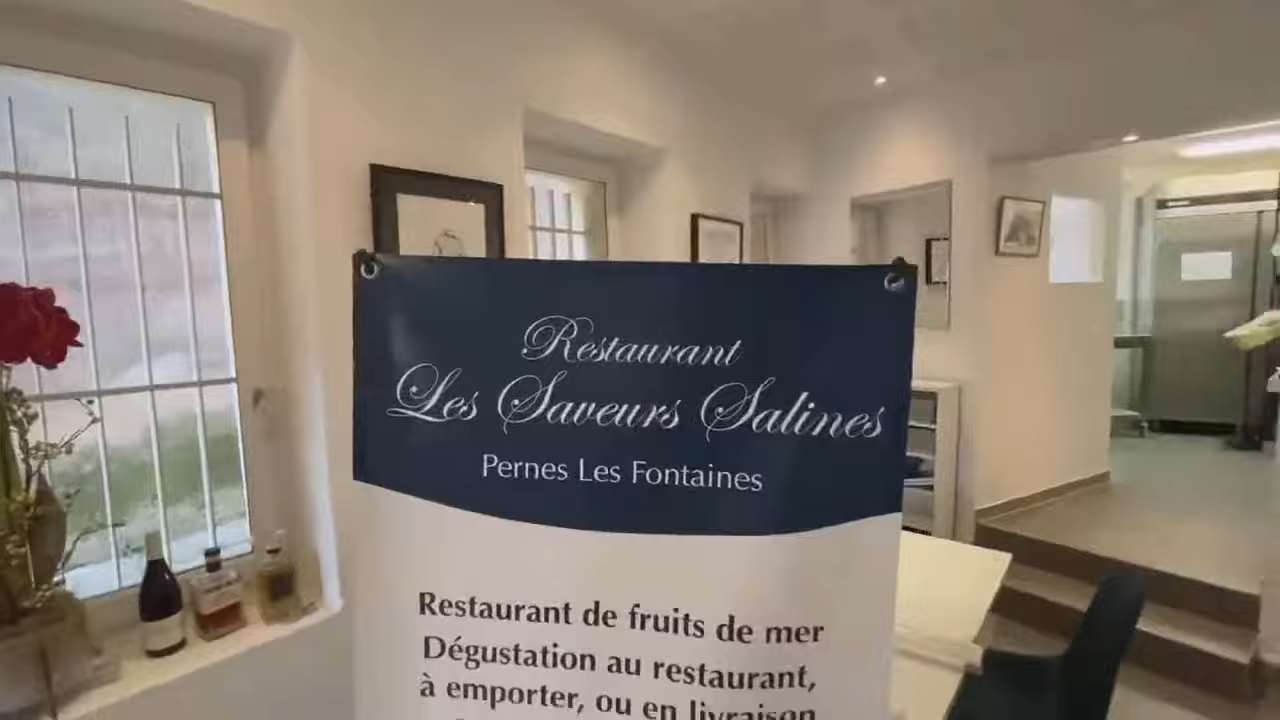 Restaurant
Les Saveurs Salines
Pernes Les Fontaines
Restaurant de fruits de mer
Dégustation au restaurant,
à emporter, ou en livraison